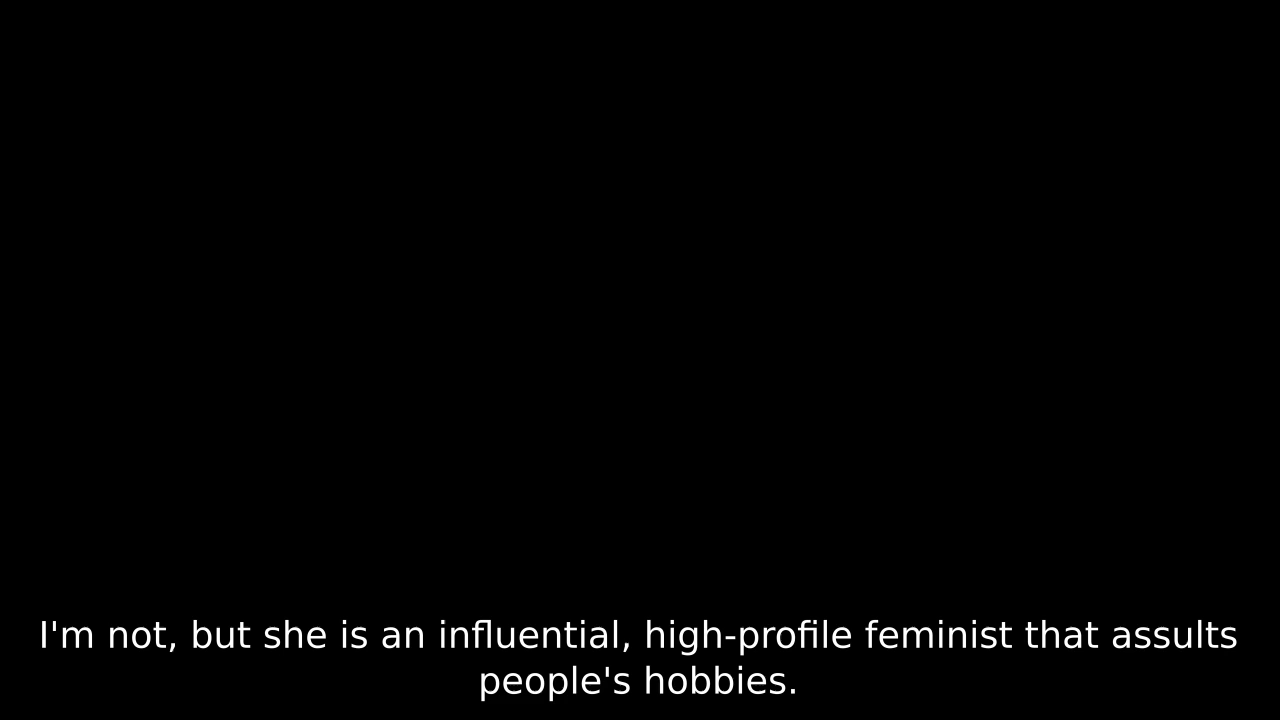 I'm not, but she is an influential, high-profile feminist that assults
people's hobbies.